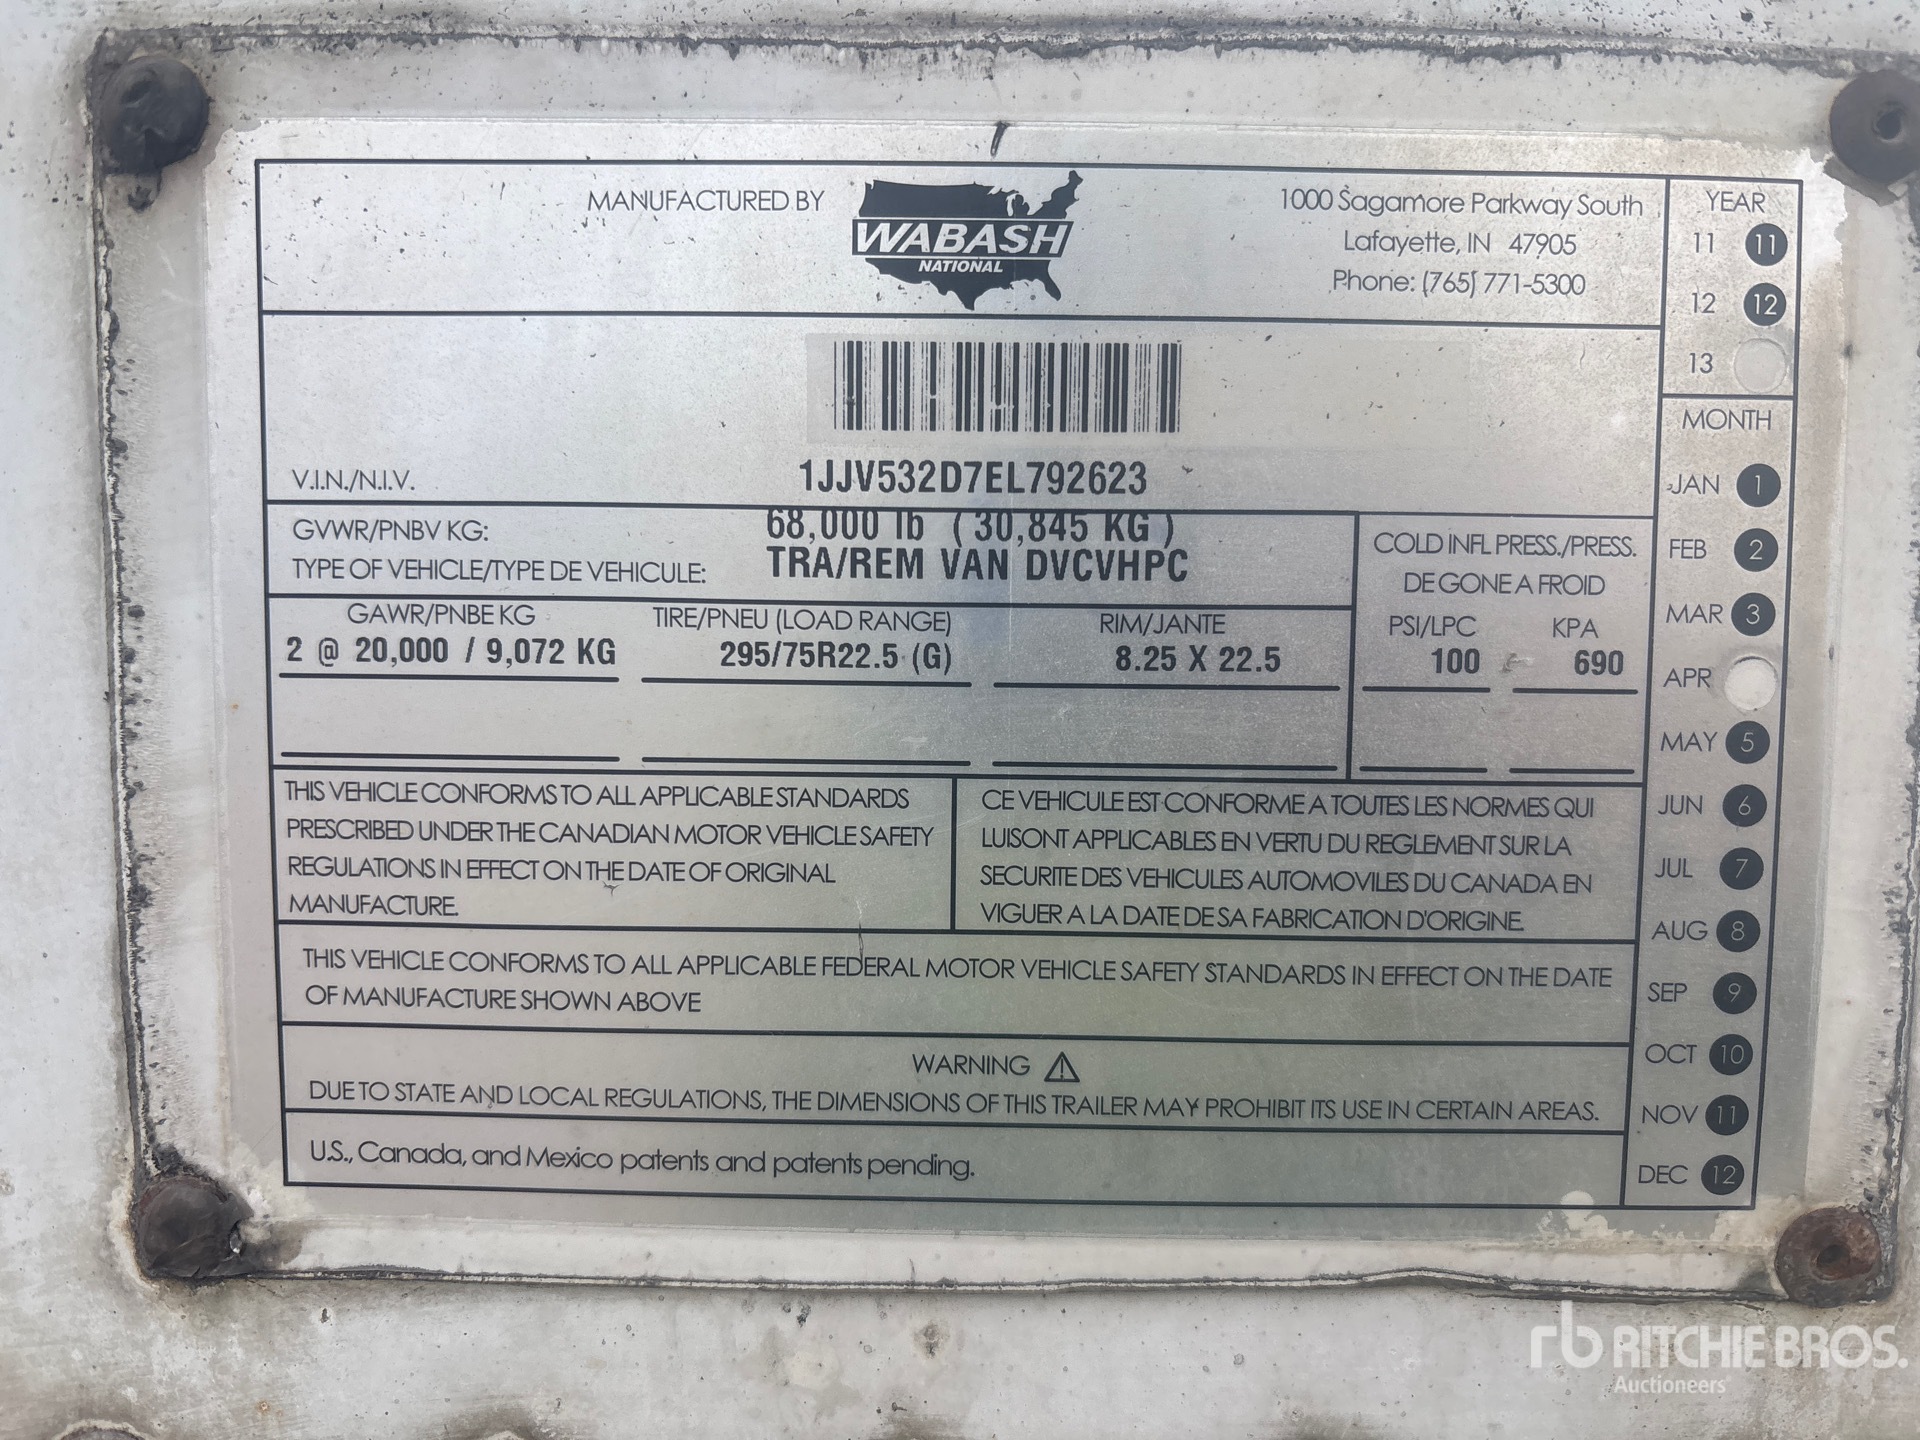 MANUFACTURED BY
WABASH
NATIONAL
1000 Sagamore Parkway South
Lafayette, IN 47905
Phone: (765) 771-5300
V.I.N./N.I.V. 1JJV532D7EL792623
GVWR/PNBV KG: 68,000 lb ( 30,845 KG )
TYPE OF VEHICLE/TYPE DE VEHICULE: TRA/REM VAN DVCVHPC
COLD INFL PRESS./PRESS.
DE GONE A FROID
GAWR/PNBE KG TIRE/PNEU (LOAD RANGE) RIM/JANTE PSI/LPC KPA
2 @ 20,000 / 9,072 KG 295/75R22.5 (G) 8.25 X 22.5 100 690
THIS VEHICLE CONFORMS TO ALL APPLICABLE STANDARDS
PRESCRIBED UNDER THE CANADIAN MOTOR VEHICLE SAFETY
REGULATIONS IN EFFECT ON THE DATE OF ORIGINAL
MANUFACTURE.
CE VEHICULE EST CONFORME A TOUTES LES NORMES QUI
LUISONT APPLICABLES EN VERTU DU REGLEMENT SUR LA
SECURITE DES VEHICULES AUTOMOVILES DU CANADA EN
VIGUER A LA DATE DE SA FABRICATION D'ORIGINE.
THIS VEHICLE CONFORMS TO ALL APPLICABLE FEDERAL MOTOR VEHICLE SAFETY STANDARDS IN EFFECT ON THE DATE
OF MANUFACTURE SHOWN ABOVE
WARNING
DUE TO STATE AND LOCAL REGULATIONS, THE DIMENSIONS OF THIS TRAILER MAY PROHIBIT ITS USE IN CERTAIN AREAS.
U.S., Canada, and Mexico patents and patents pending.
YEAR
11 11
12 12
13
MONTH
JAN 1
FEB 2
MAR 3
APR
MAY 5
JUN 6
JUL 7
AUG 8
SEP 9
OCT 10
NOV 11
DEC 12
rb RITCHIE BROS.
Auctioneers